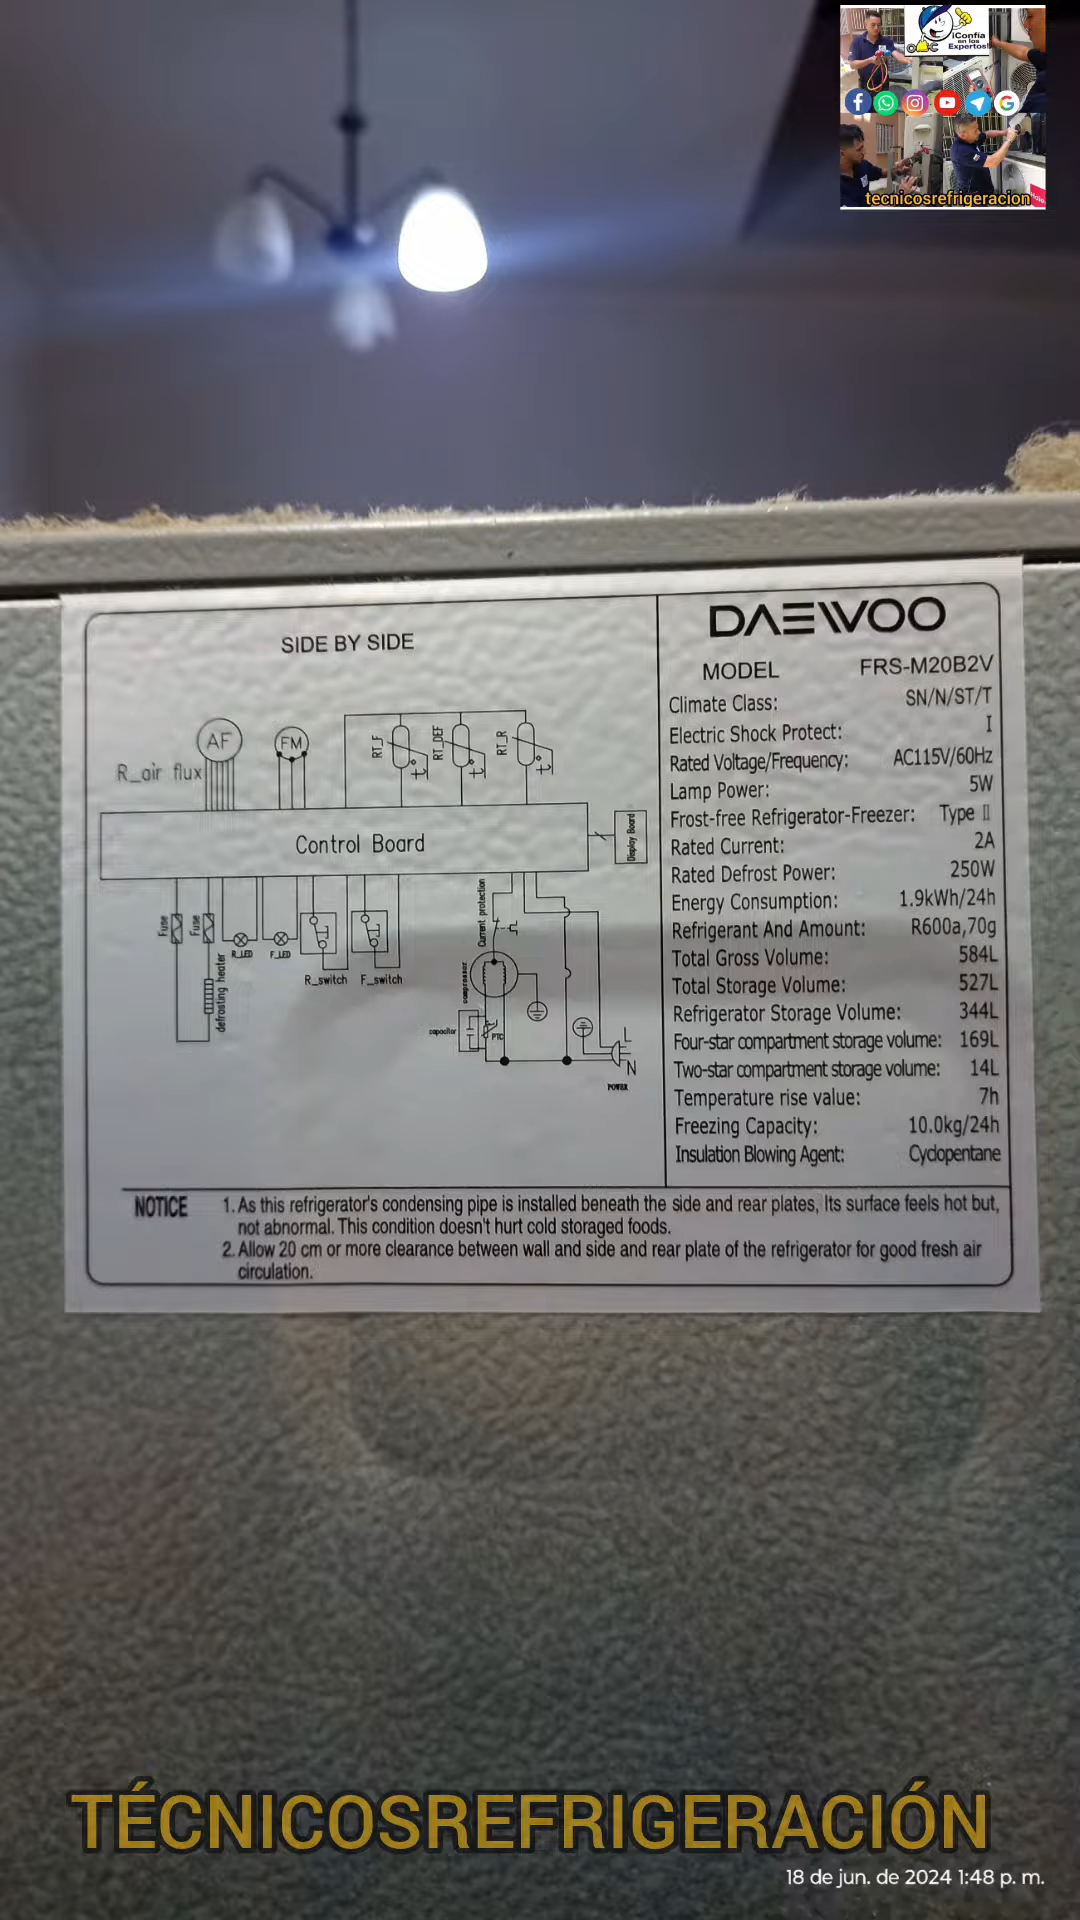 ¡Confía
en los
Expertos!
tecnicosrefrigeracion
SIDE BY SIDE
AF
FM
R_air flux
RT_F
RT_DEF
RT_R
t°
t°
t°
Control Board
Display Board
Fuse
Fuse
R_LED
F_LED
defrosting heater
R_switch
F_switch
Current protection
compressor
capacitor
PTC
L
N
POWER
DAEWOO
MODEL FRS-M20B2V
Climate Class: SN/N/ST/T
Electric Shock Protect: I
Rated Voltage/Frequency: AC115V/60Hz
Lamp Power: 5W
Frost-free Refrigerator-Freezer: Type Ⅱ
Rated Current: 2A
Rated Defrost Power: 250W
Energy Consumption: 1.9kWh/24h
Refrigerant And Amount: R600a,70g
Total Gross Volume: 584L
Total Storage Volume: 527L
Refrigerator Storage Volume: 344L
Four-star compartment storage volume: 169L
Two-star compartment storage volume: 14L
Temperature rise value: 7h
Freezing Capacity: 10.0kg/24h
Insulation Blowing Agent: Cyclopentane
NOTICE 1. As this refrigerator's condensing pipe is installed beneath the side and rear plates, Its surface feels hot but,
not abnormal. This condition doesn't hurt cold storaged foods.
2. Allow 20 cm or more clearance between wall and side and rear plate of the refrigerator for good fresh air
circulation.
TÉCNICOSREFRIGERACIÓN
18 de jun. de 2024 1:48 p. m.